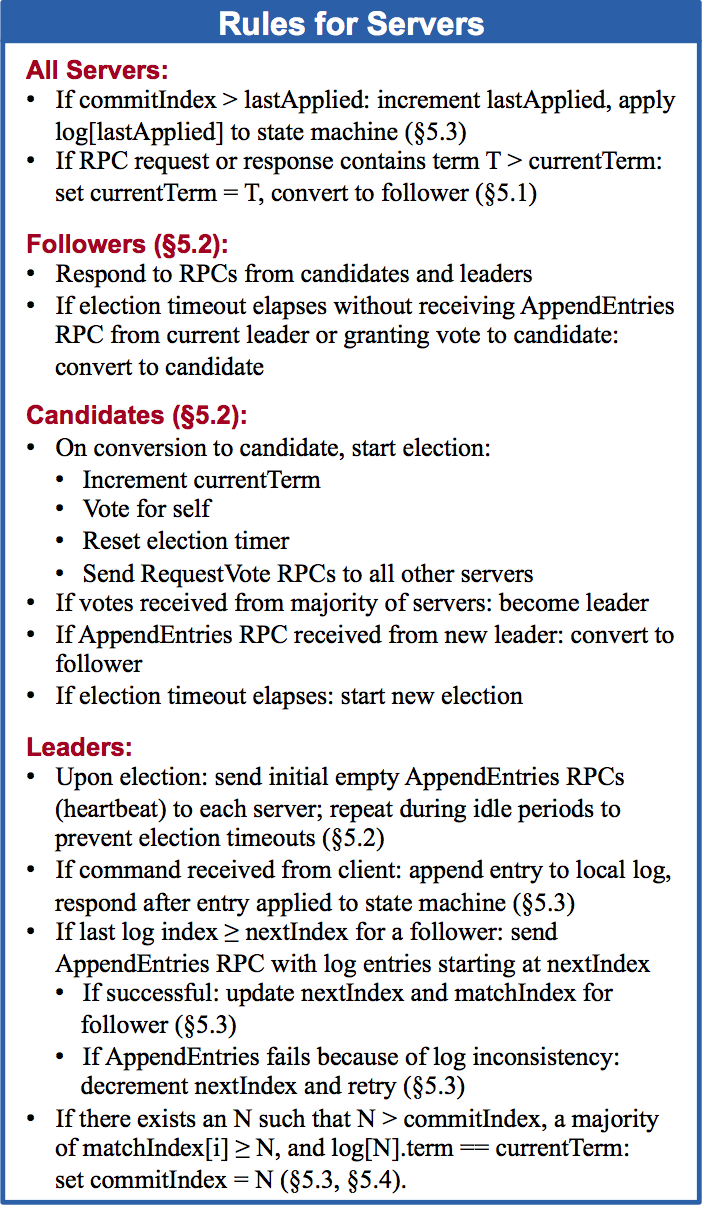 Rules for Servers
All Servers:
• If commitIndex > lastApplied: increment lastApplied, apply
log[lastApplied] to state machine (§5.3)
• If RPC request or response contains term T > currentTerm:
set currentTerm = T, convert to follower (§5.1)
Followers (§5.2):
• Respond to RPCs from candidates and leaders
• If election timeout elapses without receiving AppendEntries
RPC from current leader or granting vote to candidate:
convert to candidate
Candidates (§5.2):
• On conversion to candidate, start election:
• Increment currentTerm
• Vote for self
• Reset election timer
• Send RequestVote RPCs to all other servers
• If votes received from majority of servers: become leader
• If AppendEntries RPC received from new leader: convert to
follower
• If election timeout elapses: start new election
Leaders:
• Upon election: send initial empty AppendEntries RPCs
(heartbeat) to each server; repeat during idle periods to
prevent election timeouts (§5.2)
• If command received from client: append entry to local log,
respond after entry applied to state machine (§5.3)
• If last log index ≥ nextIndex for a follower: send
AppendEntries RPC with log entries starting at nextIndex
• If successful: update nextIndex and matchIndex for
follower (§5.3)
• If AppendEntries fails because of log inconsistency:
decrement nextIndex and retry (§5.3)
• If there exists an N such that N > commitIndex, a majority
of matchIndex[i] ≥ N, and log[N].term == currentTerm:
set commitIndex = N (§5.3, §5.4).